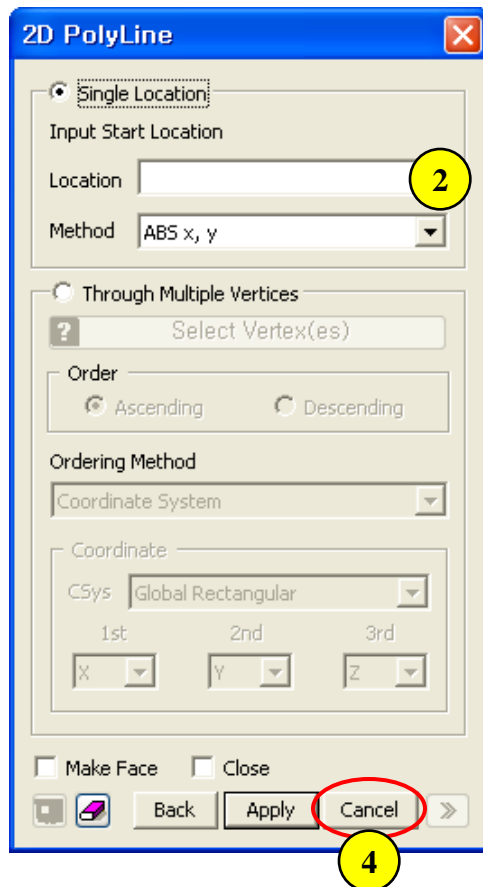 2D PolyLine
Single Location
Input Start Location
Location
2
Method ABS x, y
Through Multiple Vertices
? Select Vertex(es)
Order
Ascending Descending
Ordering Method
Coordinate System
Coordinate
CSys Global Rectangular
1st 2nd 3rd
X Y Z
Make Face Close
Back Apply Cancel
4